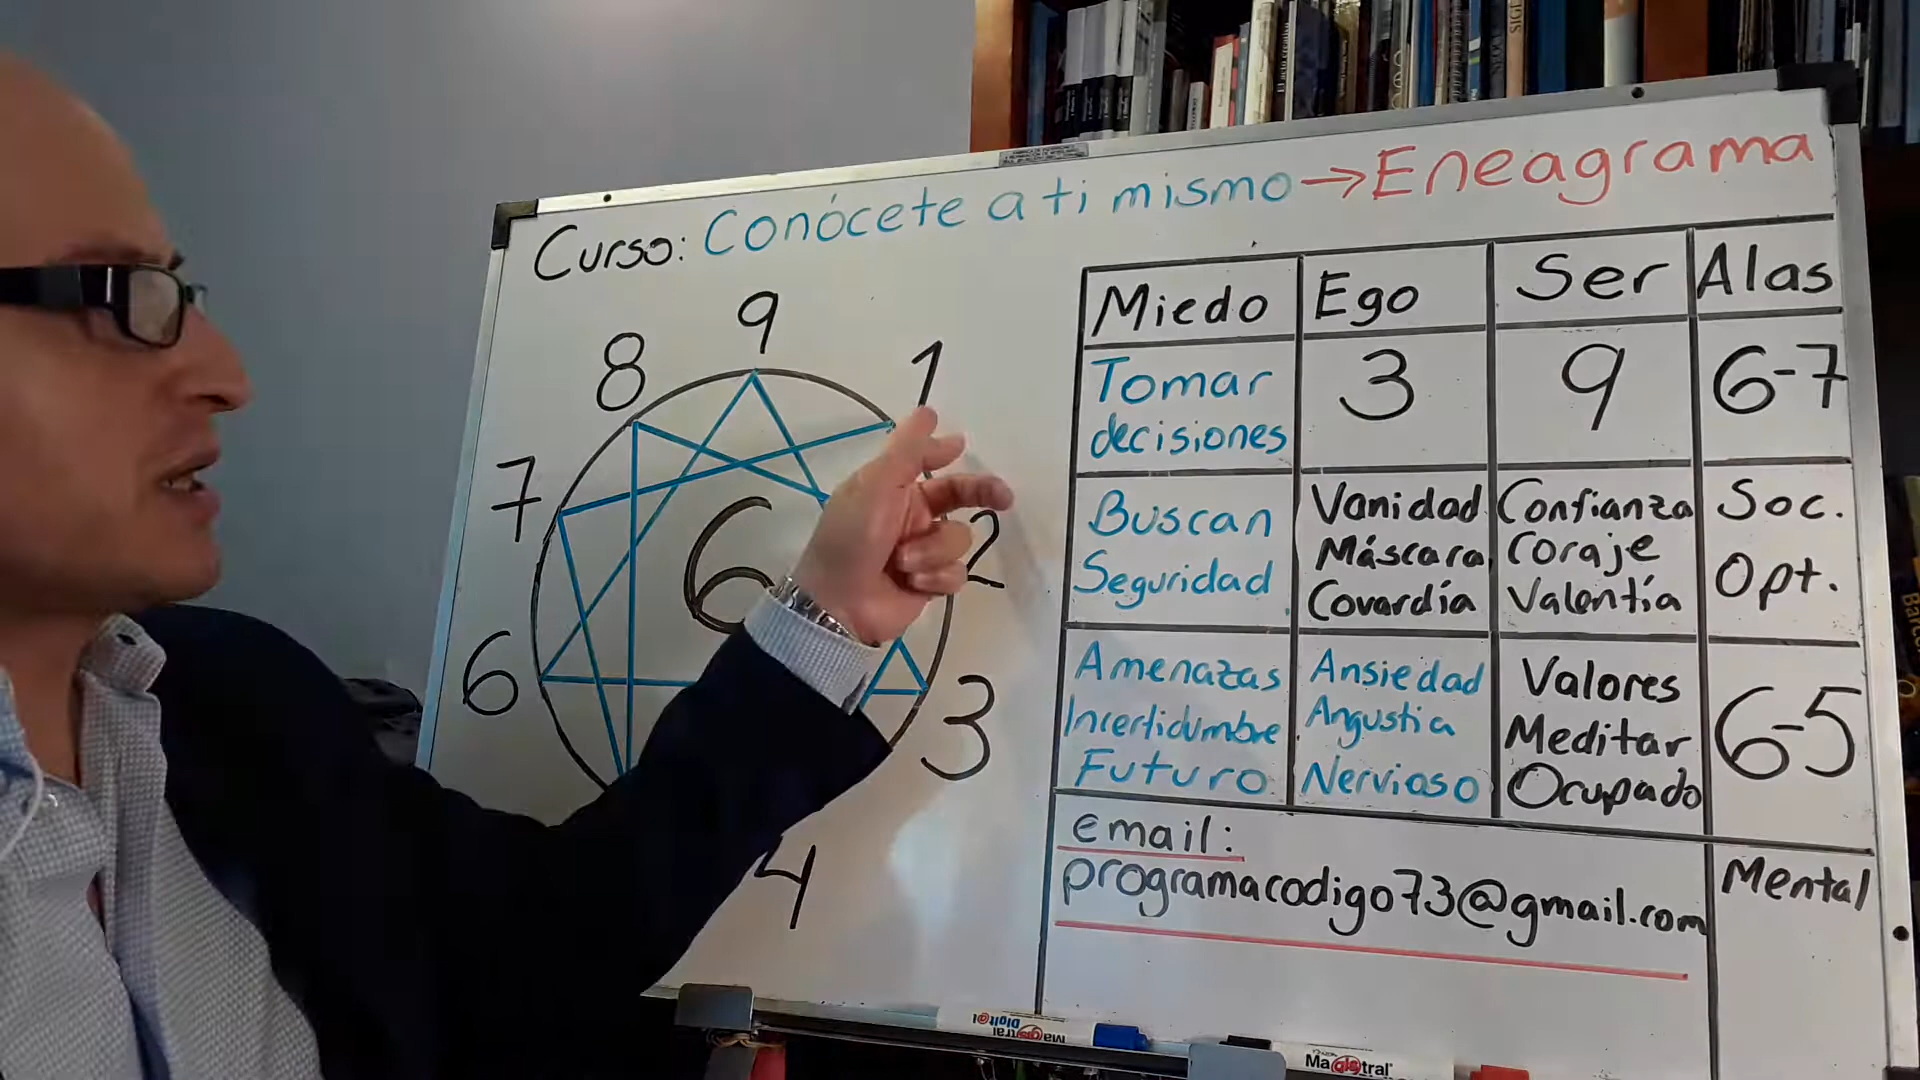 Curso: Conócete a ti mismo → Eneagrama
9
8
1
7
6
2
6
3
4
Miedo Ego Ser Alas
Tomar decisiones
3
9
6-7
Buscan Seguridad
Vanidad
Máscara
Covardía
Confianza
Coraje
Valentía
Soc.
Opt.
Amenazas
Incertidumbre
Futuro
Ansiedad
Angustia
Nervioso
Valores
Meditar
Ocupado
6-5
email:
programacodigo73@gmail.com
Mental
Magistral
Digital
Magistral